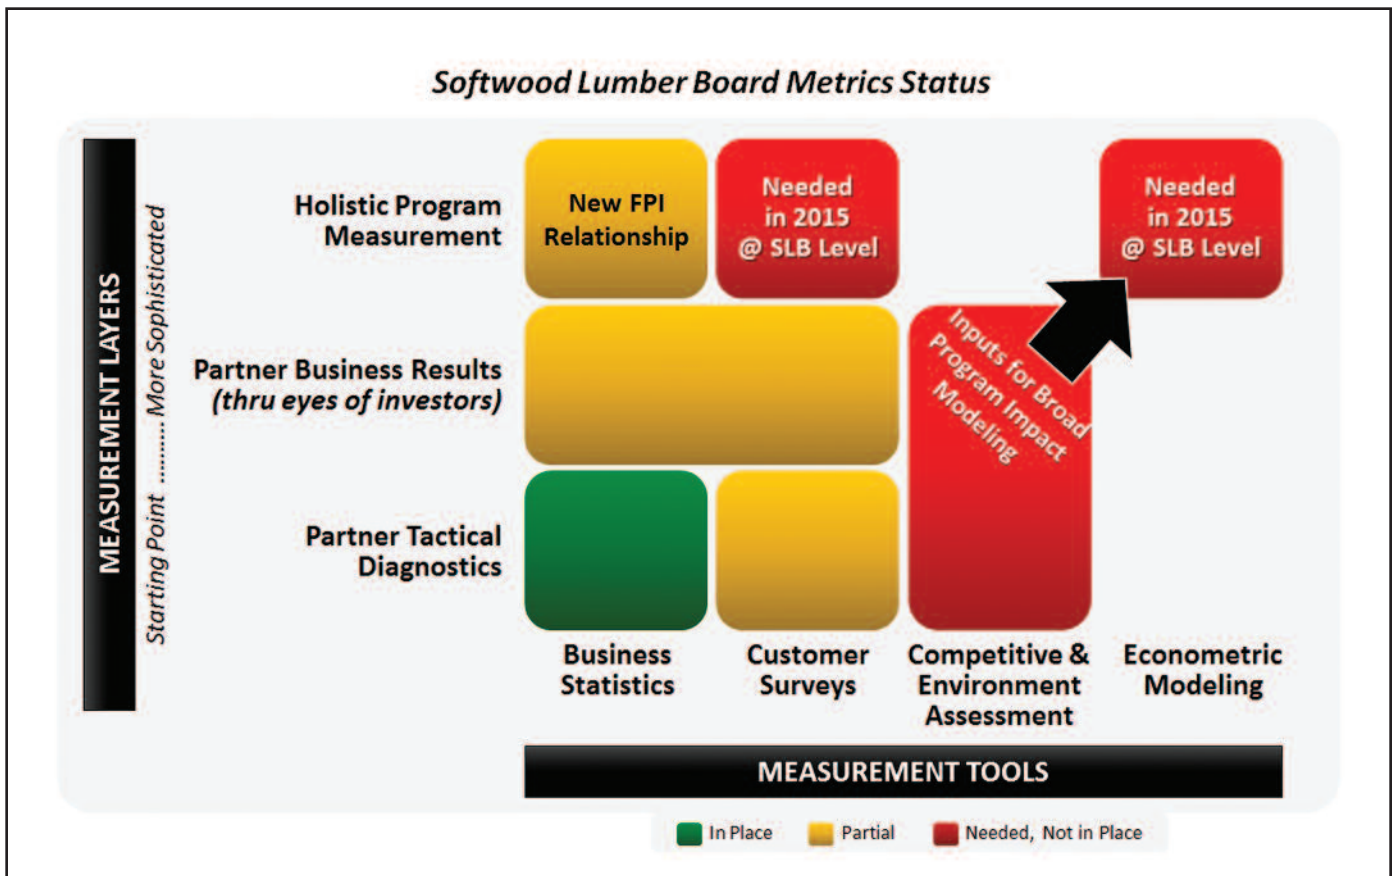 Softwood Lumber Board Metrics Status
MEASUREMENT LAYERS
Starting Point .......... More Sophisticated
Holistic Program
Measurement
New FPI
Relationship
Needed
in 2015
@ SLB Level
Needed
in 2015
@ SLB Level
Partner Business Results
(thru eyes of investors)
Inputs for Broad
Program Impact
Modeling
Partner Tactical
Diagnostics
Business
Statistics
Customer
Surveys
Competitive &
Environment
Assessment
Econometric
Modeling
MEASUREMENT TOOLS
In Place
Partial
Needed, Not in Place